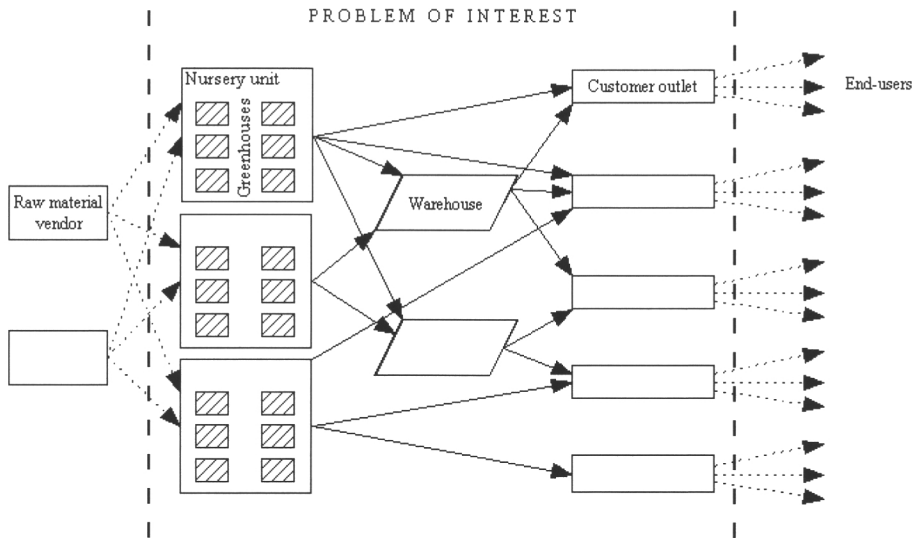 PROBLEM OF INTEREST
Nursery unit
Greenhouses
Customer outlet
End-users
Raw material
vendor
Warehouse